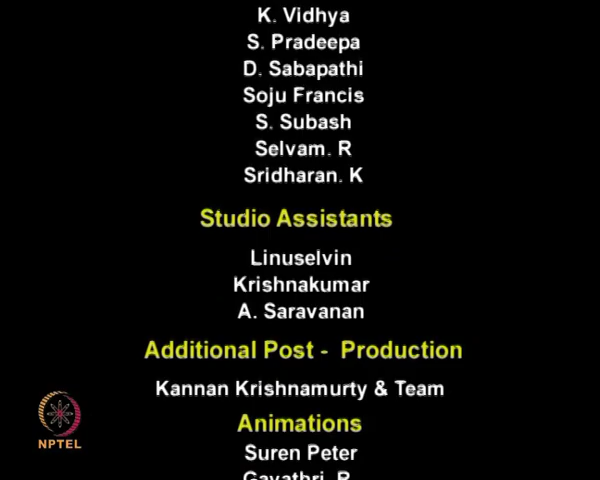 K. Vidhya
S. Pradeepa
D. Sabapathi
Soju Francis
S. Subash
Selvam. R
Sridharan. K
Studio Assistants
Linuselvin
Krishnakumar
A. Saravanan
Additional Post - Production
Kannan Krishnamurty & Team
Animations
Suren Peter
Gayathri. R
NPTEL